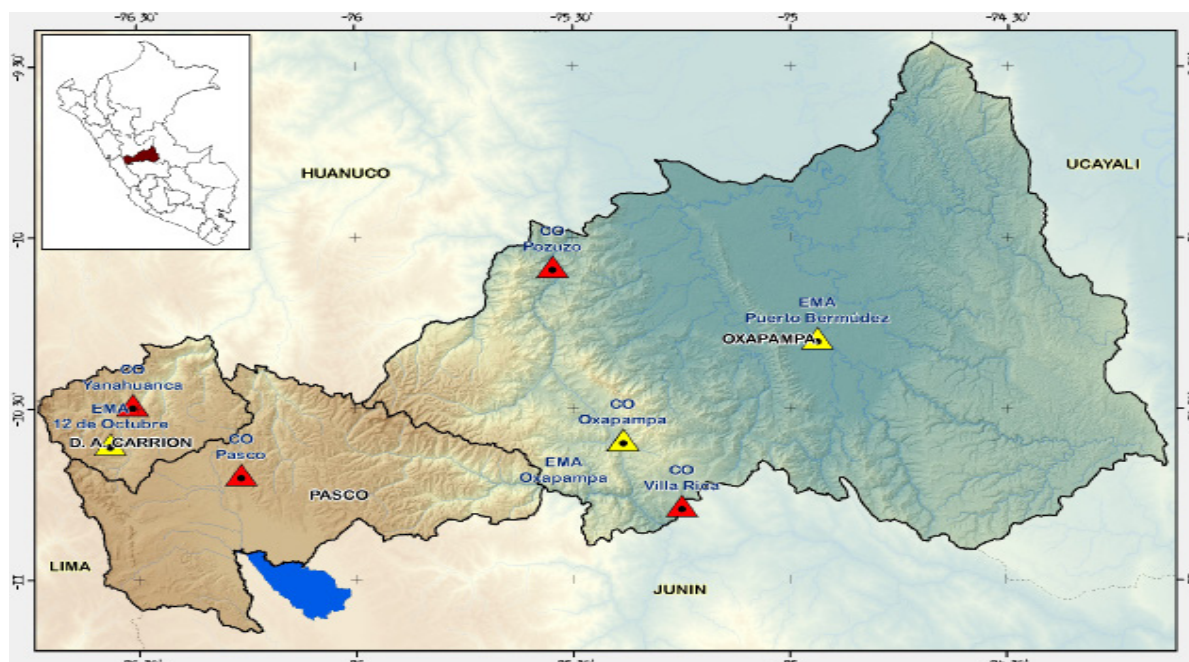 -76 30'
-76
-75 30'
-75
-74 30'
-9 30'
HUANUCO
UCAYALI
CO
Pozuzo
-10
EMA
Puerto Bermúdez
OXAPAMPA
CO
Yanahuanca
EMA
12 de Octubre
D. A. CARRION
CO
Oxapampa
CO
Pasco
EMA
Oxapampa
CO
Villa Rica
PASCO
LIMA
JUNIN
-11